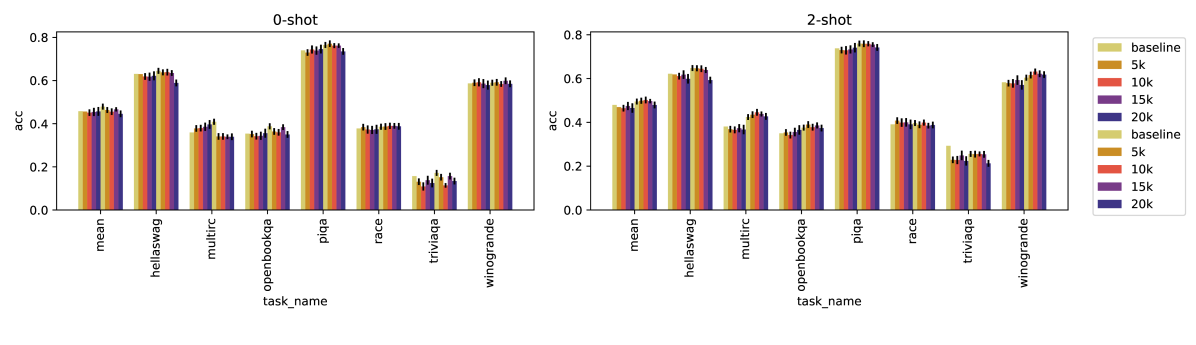 0-shot
0.8
0.6
0.4
0.2
0.0
acc
mean
hellaswag
multirc
openbookqa
piqa
race
triviaqa
winogrande
task_name
2-shot
0.8
0.6
0.4
0.2
0.0
acc
mean
hellaswag
multirc
openbookqa
piqa
race
triviaqa
winogrande
task_name
baseline
5k
10k
15k
20k
baseline
5k
10k
15k
20k